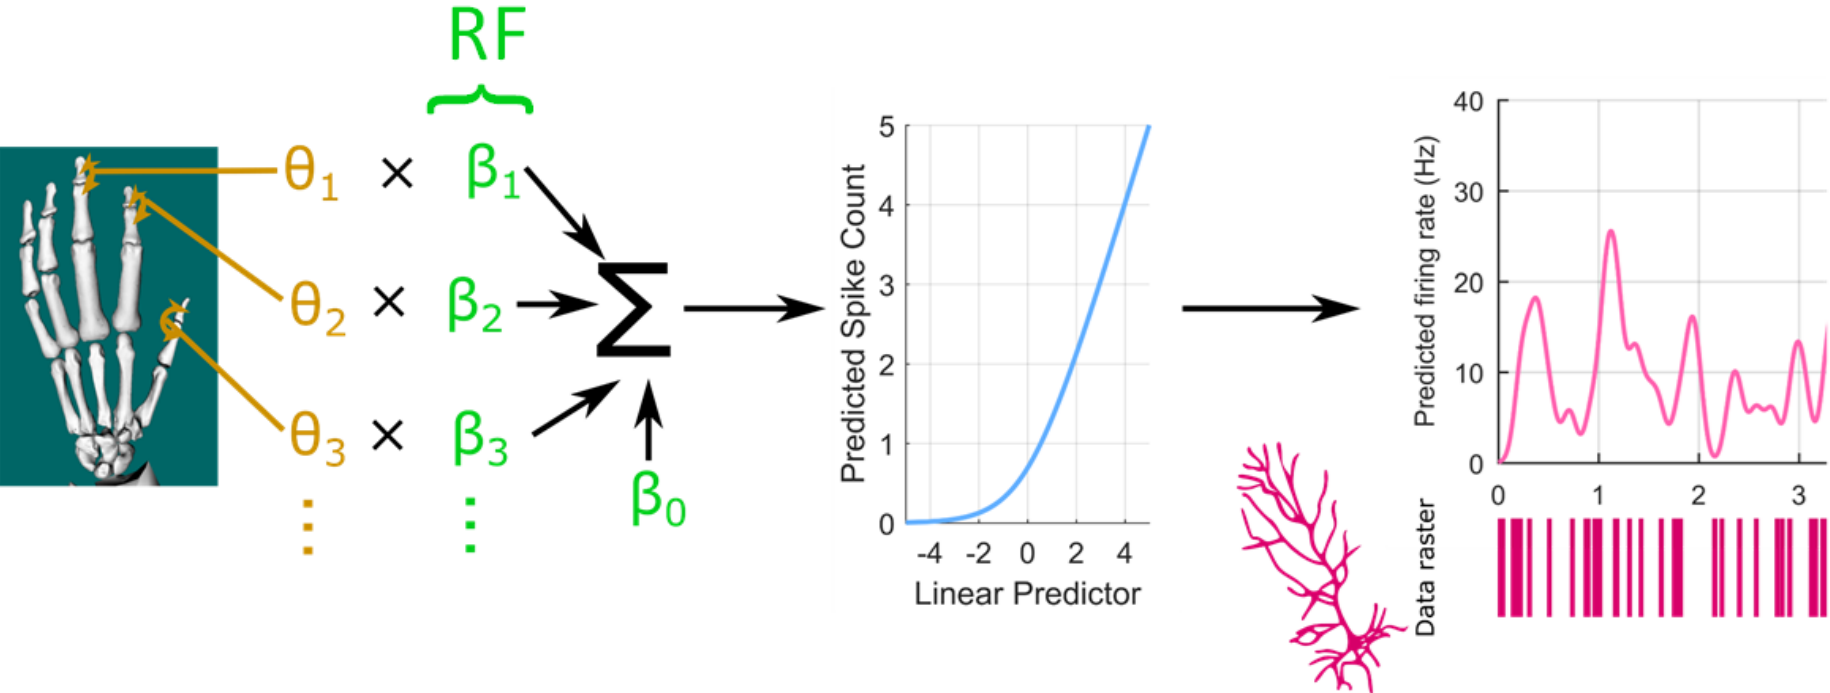 RF
θ1 × β1
θ2 × β2
θ3 × β3
β0
Σ
Predicted Spike Count
5
4
3
2
1
0
-4 -2 0 2 4
Linear Predictor
Predicted firing rate (Hz)
40
30
20
10
0
0 1 2 3
Data raster